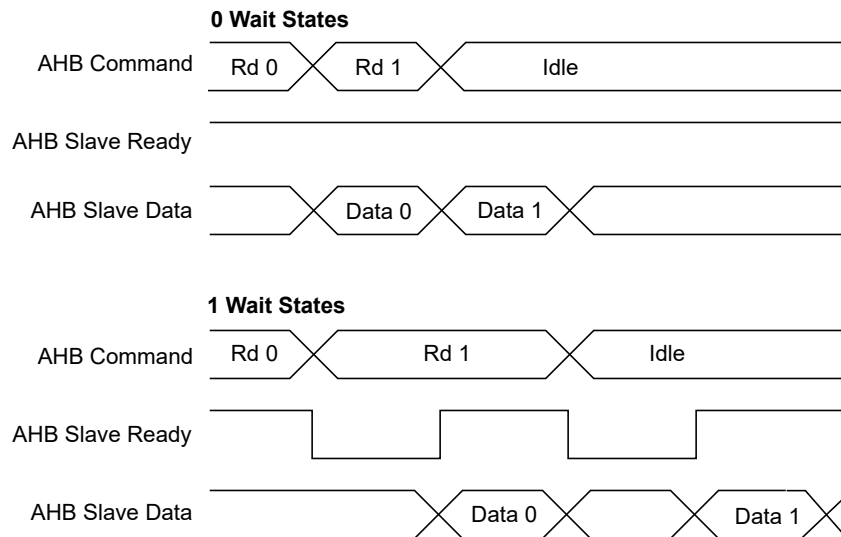 0 Wait States
AHB Command Rd 0 Rd 1 Idle
AHB Slave Ready
AHB Slave Data Data 0 Data 1
1 Wait States
AHB Command Rd 0 Rd 1 Idle
AHB Slave Ready
AHB Slave Data Data 0 Data 1